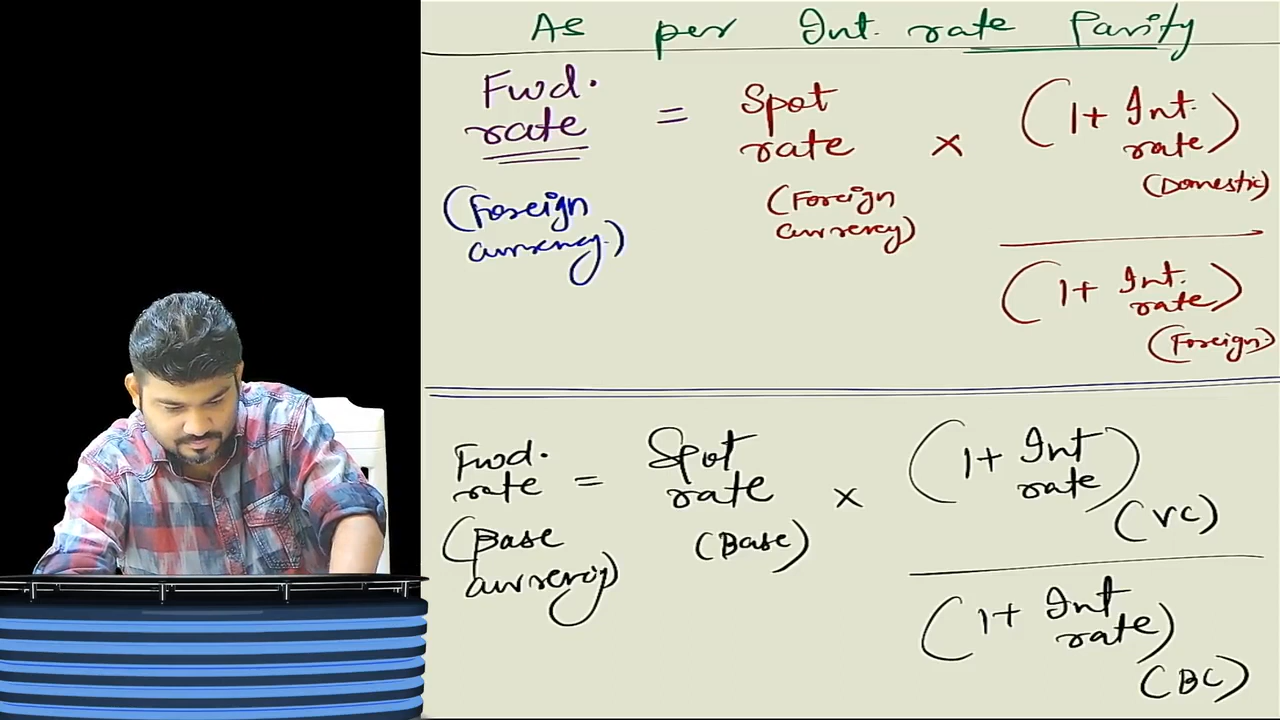 As per Int. rate Parity
Fwd. rate = Spot rate × (1+ Int. rate)
(Foreign currency) (Foreign currency) (Domestic)
(1+ Int. rate)
(Foreign)
Fwd. rate = Spot rate × (1+ Int rate)
(Base currency) (Base) (VC)
(1+ Int rate)
(BC)